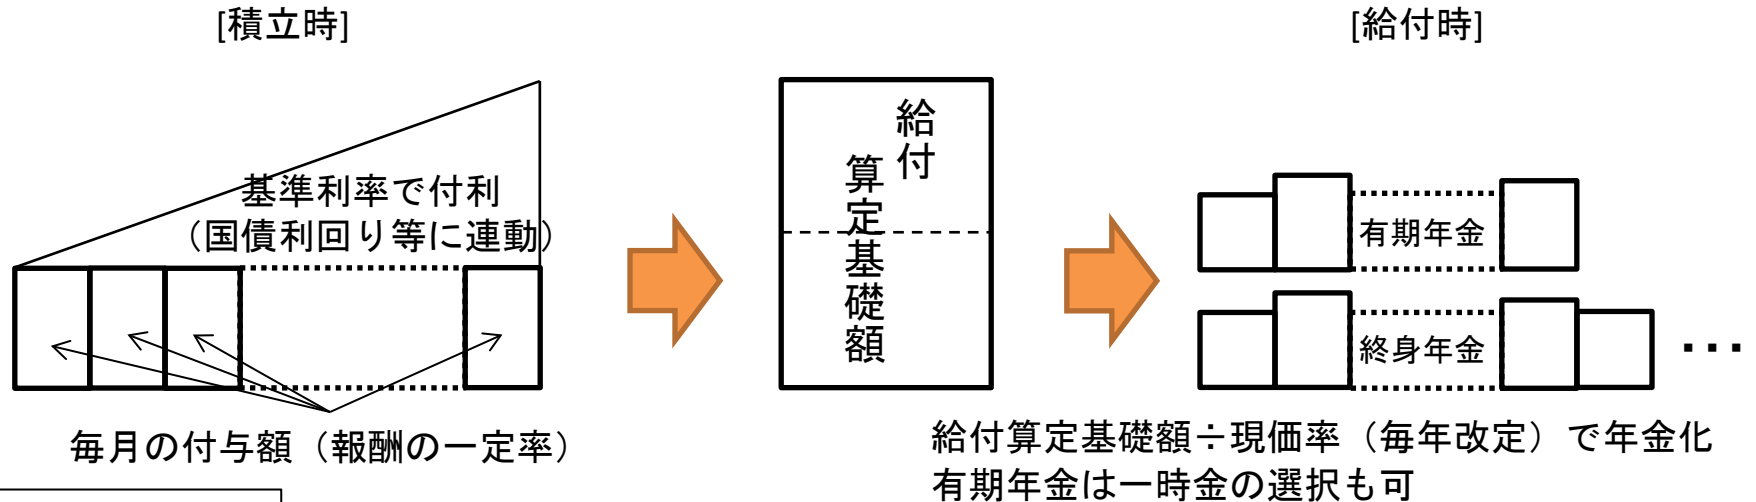 [積立時]
[給付時]
基準利率で付利
（国債利回り等に連動）
給付
算定基礎額
有期年金
終身年金
・・・
毎月の付与額（報酬の一定率）
給付算定基礎額÷現価率（毎年改定）で年金化
有期年金は一時金の選択も可